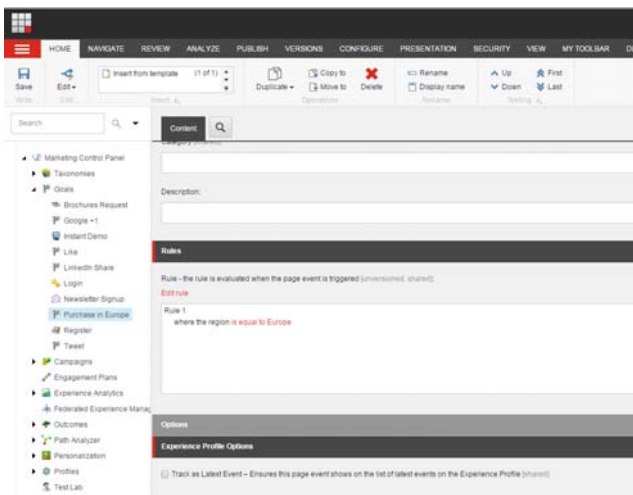 HOME NAVIGATE REVIEW ANALYZE PUBLISH VERSIONS CONFIGURE PRESENTATION SECURITY VIEW MY TOOLBAR
Insert from template (1 of 1) Copy to Rename Up First
Save Edit Duplicate Move to Delete Display name Down Last
Write Edit Insert Operations Rename Sorting
Search Content
Category [shared]:
Marketing Control Panel
Taxonomies
Goals
Description:
Brochures Request
Google +1
Instant Demo
Like
Rules
LinkedIn Share
Rule - the rule is evaluated when the page event is triggered [unversioned, shared]:
Login
Edit rule
Newsletter Signup
Purchase in Europe
Rule 1
where the region is equal to Europe
Register
Tweet
Campaigns
Engagement Plans
Experience Analytics
Federated Experience Manag
Outcomes
Options
Path Analyzer
Experience Profile Options
Personalization
Profiles
Track as Latest Event – Ensures this page event shows on the list of latest events on the Experience Profile [shared]
Test Lab